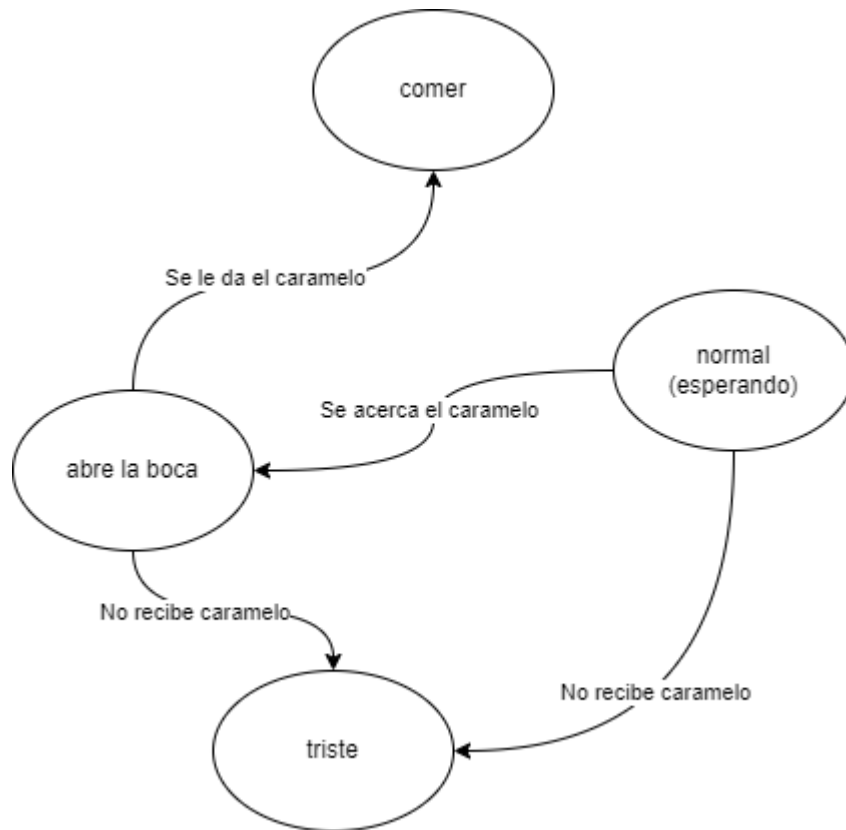 comer
Se le da el caramelo
normal
(esperando)
Se acerca el caramelo
abre la boca
No recibe caramelo
No recibe caramelo
triste